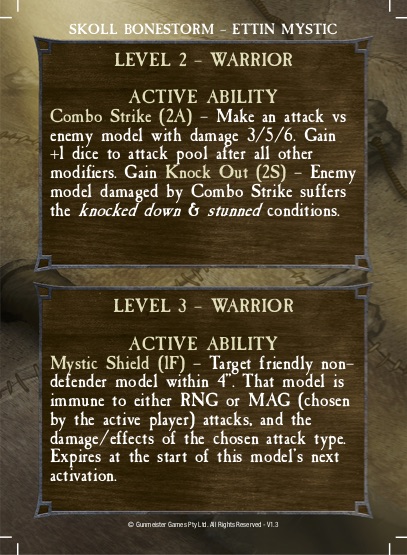 SKOLL BONESTORM – ETTIN MYSTIC
LEVEL 2 – WARRIOR
ACTIVE ABILITY
Combo Strike (2A) – Make an attack vs
enemy model with damage 3/5/6. Gain
+1 dice to attack pool after all other
modifiers. Gain Knock Out (2S) – Enemy
model damaged by Combo Strike suffers
the knocked down & stunned conditions.
LEVEL 3 – WARRIOR
ACTIVE ABILITY
Mystic Shield (1F) – Target friendly non-
defender model within 4". That model is
immune to either RNG or MAG (chosen
by the active player) attacks, and the
damage/effects of the chosen attack type.
Expires at the start of this model's next
activation.
© Gunmeister Games Pty Ltd. All Rights Reserved - V1.3